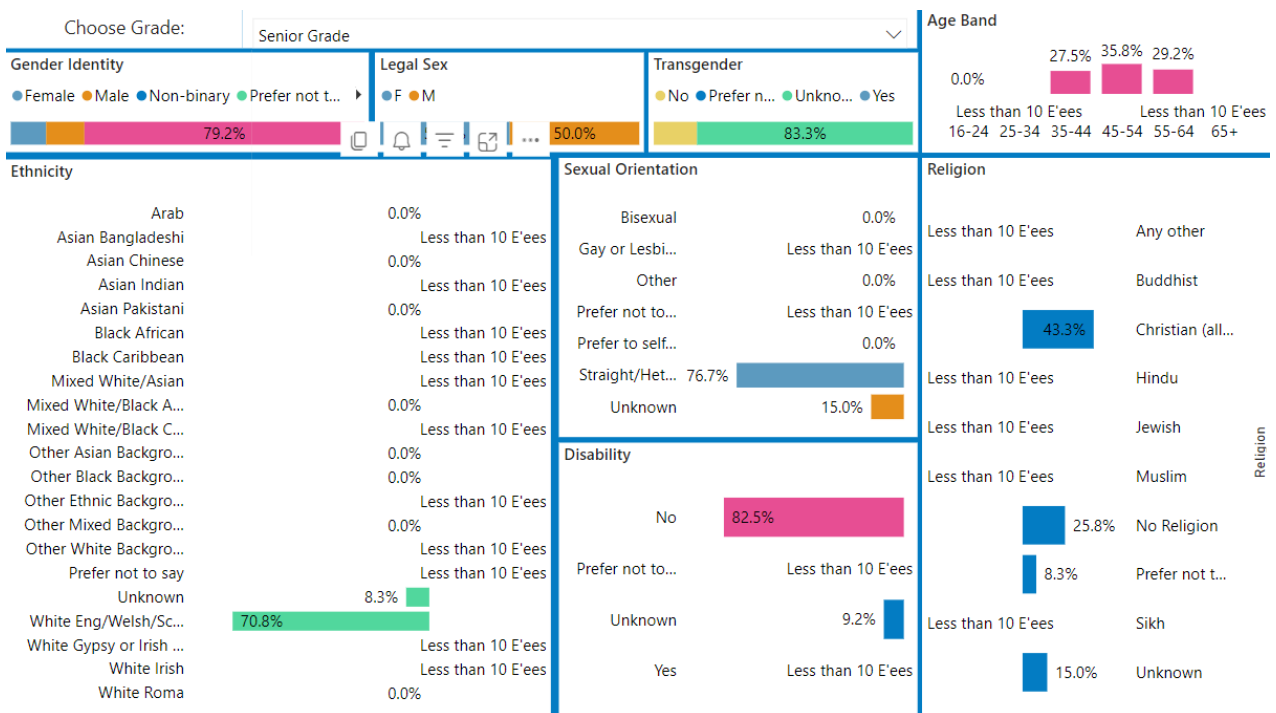 Choose Grade: Senior Grade
Gender Identity
Female Male Non-binary Prefer not t...
79.2%
Legal Sex
F M
50.0%
Transgender
No Prefer n... Unkno... Yes
83.3%
Age Band
0.0% 27.5% 35.8% 29.2%
Less than 10 E'ees Less than 10 E'ees
16-24 25-34 35-44 45-54 55-64 65+
Ethnicity
Arab 0.0%
Asian Bangladeshi Less than 10 E'ees
Asian Chinese 0.0%
Asian Indian Less than 10 E'ees
Asian Pakistani 0.0%
Black African Less than 10 E'ees
Black Caribbean Less than 10 E'ees
Mixed White/Asian Less than 10 E'ees
Mixed White/Black A... 0.0%
Mixed White/Black C... Less than 10 E'ees
Other Asian Backgro... 0.0%
Other Black Backgro... 0.0%
Other Ethnic Backgro... Less than 10 E'ees
Other Mixed Backgro... 0.0%
Other White Backgro... Less than 10 E'ees
Prefer not to say Less than 10 E'ees
Unknown 8.3%
White Eng/Welsh/Sc... 70.8%
White Gypsy or Irish ... Less than 10 E'ees
White Irish Less than 10 E'ees
White Roma 0.0%
Sexual Orientation
Bisexual 0.0%
Gay or Lesbi... Less than 10 E'ees
Other 0.0%
Prefer not to... Less than 10 E'ees
Prefer to self... 0.0%
Straight/Het... 76.7%
Unknown 15.0%
Disability
No 82.5%
Prefer not to... Less than 10 E'ees
Unknown 9.2%
Yes Less than 10 E'ees
Religion
Less than 10 E'ees Any other
Less than 10 E'ees Buddhist
43.3% Christian (all...
Less than 10 E'ees Hindu
Less than 10 E'ees Jewish
Less than 10 E'ees Muslim
25.8% No Religion
8.3% Prefer not t...
Less than 10 E'ees Sikh
15.0% Unknown
Religion